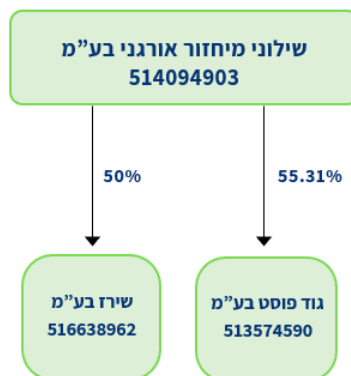 שילוני מיחזור אורגני בע”מ
514094903
50%
55.31%
שירז בע”מ
516638962
גוד פוסט בע”מ
513574590